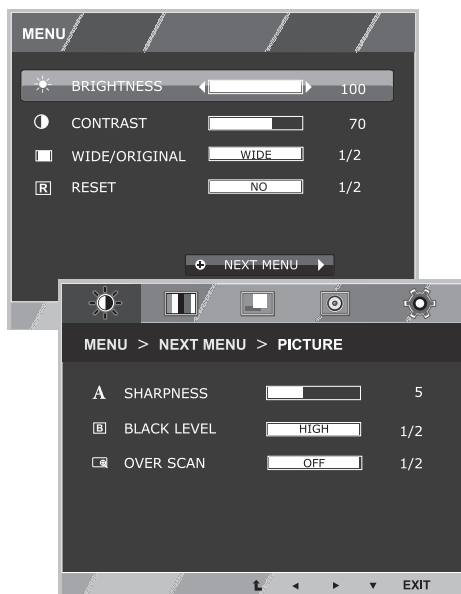 MENU
BRIGHTNESS 100
CONTRAST 70
WIDE/ORIGINAL WIDE 1/2
R RESET NO 1/2
NEXT MENU
MENU > NEXT MENU > PICTURE
A SHARPNESS 5
B BLACK LEVEL HIGH 1/2
OVER SCAN OFF 1/2
EXIT